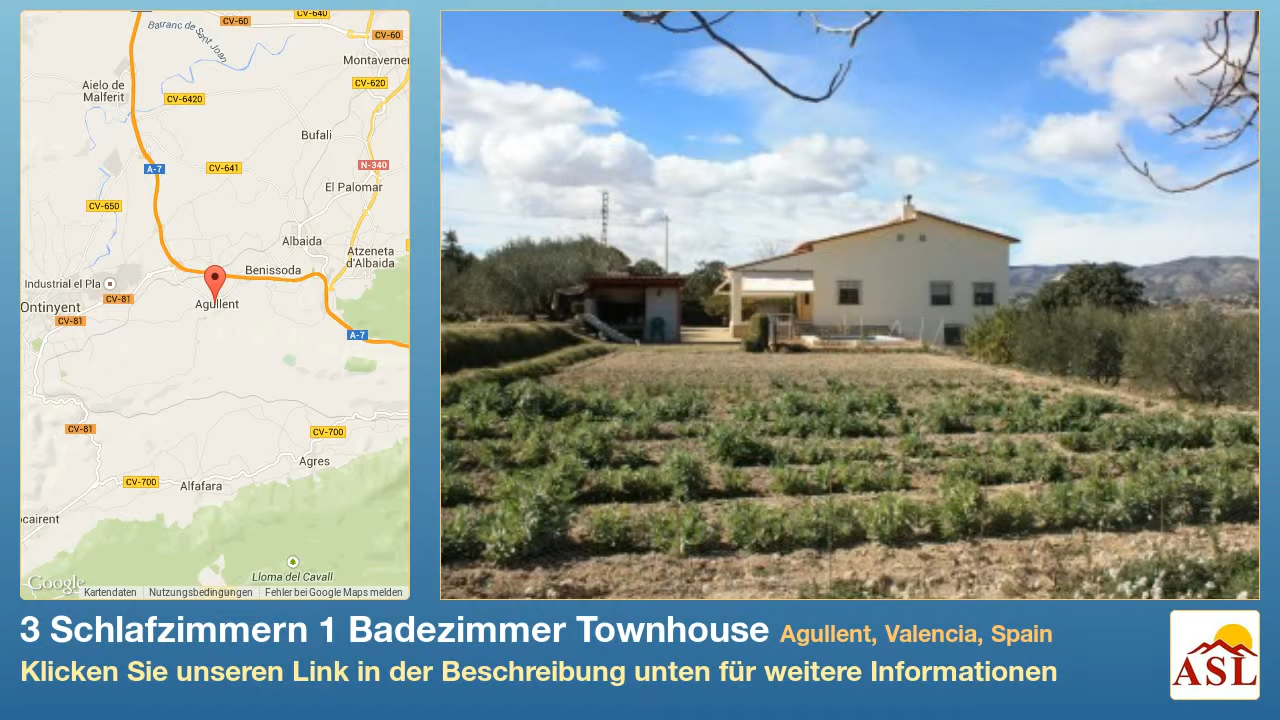 CV-640
CV-60
Barranc de Sant Joan
CV-60
Montaverner
CV-620
Aielo de
Malferit
CV-6420
Bufali
A-7
CV-641
N-340
El Palomar
CV-650
Albaida
Atzeneta
d'Albaida
Benissoda
Industrial el Pla
CV-81
Agullent
Ontinyent
CV-81
A-7
CV-81
CV-700
Agres
CV-700
Alfafara
ocairent
Lloma del Cavall
Google
Kartendaten
Nutzungsbedingungen
Fehler bei Google Maps melden
3 Schlafzimmern 1 Badezimmer Townhouse Agullent, Valencia, Spain
Klicken Sie unseren Link in der Beschreibung unten für weitere Informationen
ASL